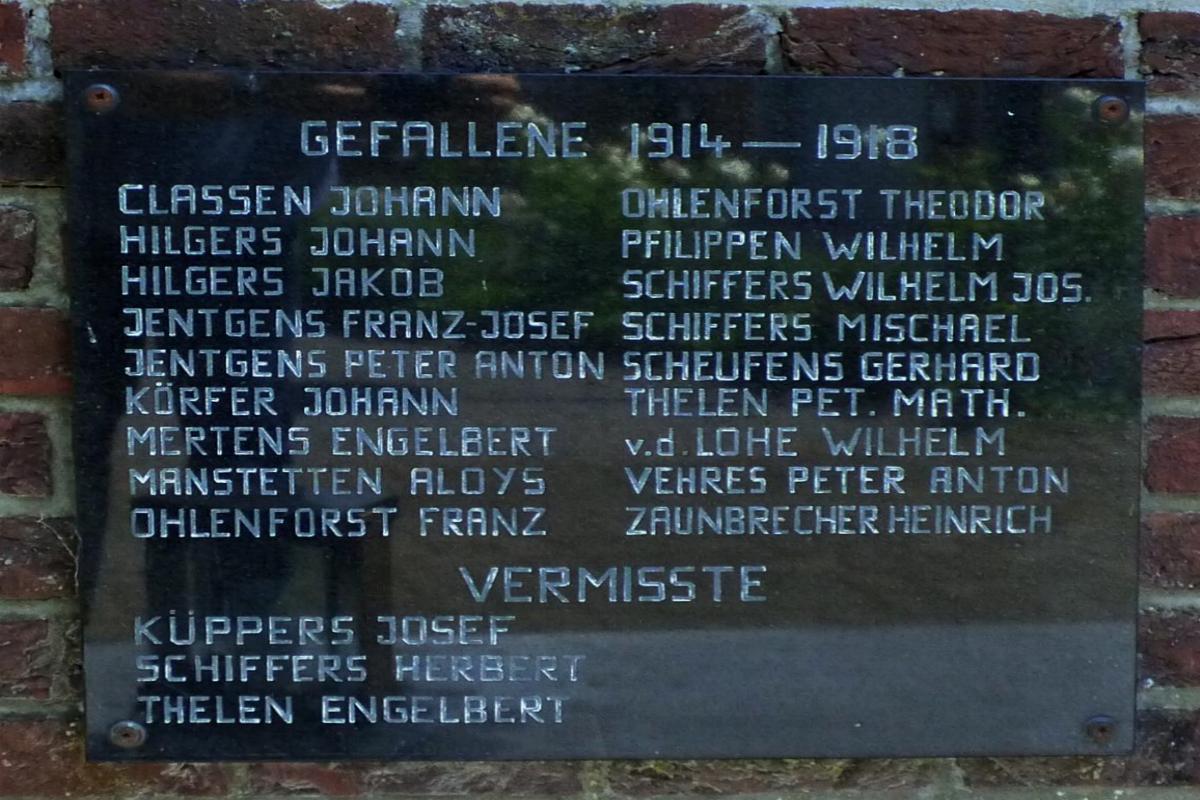 GEFALLENE 1914 — 1918
CLASSEN JOHANN
HILGERS JOHANN
HILGERS JAKOB
JENTGENS FRANZ-JOSEF
JENTGENS PETER ANTON
KÖRFER JOHANN
MERTENS ENGELBERT
MANSTETTEN ALOYS
OHLENFORST FRANZ
OHLENFORST THEODOR
PFILIPPEN WILHELM
SCHIFFERS WILHELM JOS.
SCHIFFERS MISCHAEL
SCHEUFENS GERHARD
THELEN PET. MATH.
v.d. LOHE WILHELM
VEHRES PETER ANTON
ZAUNBRECHER HEINRICH
VERMISSTE
KÜPPERS JOSEF
SCHIFFERS HERBERT
THELEN ENGELBERT